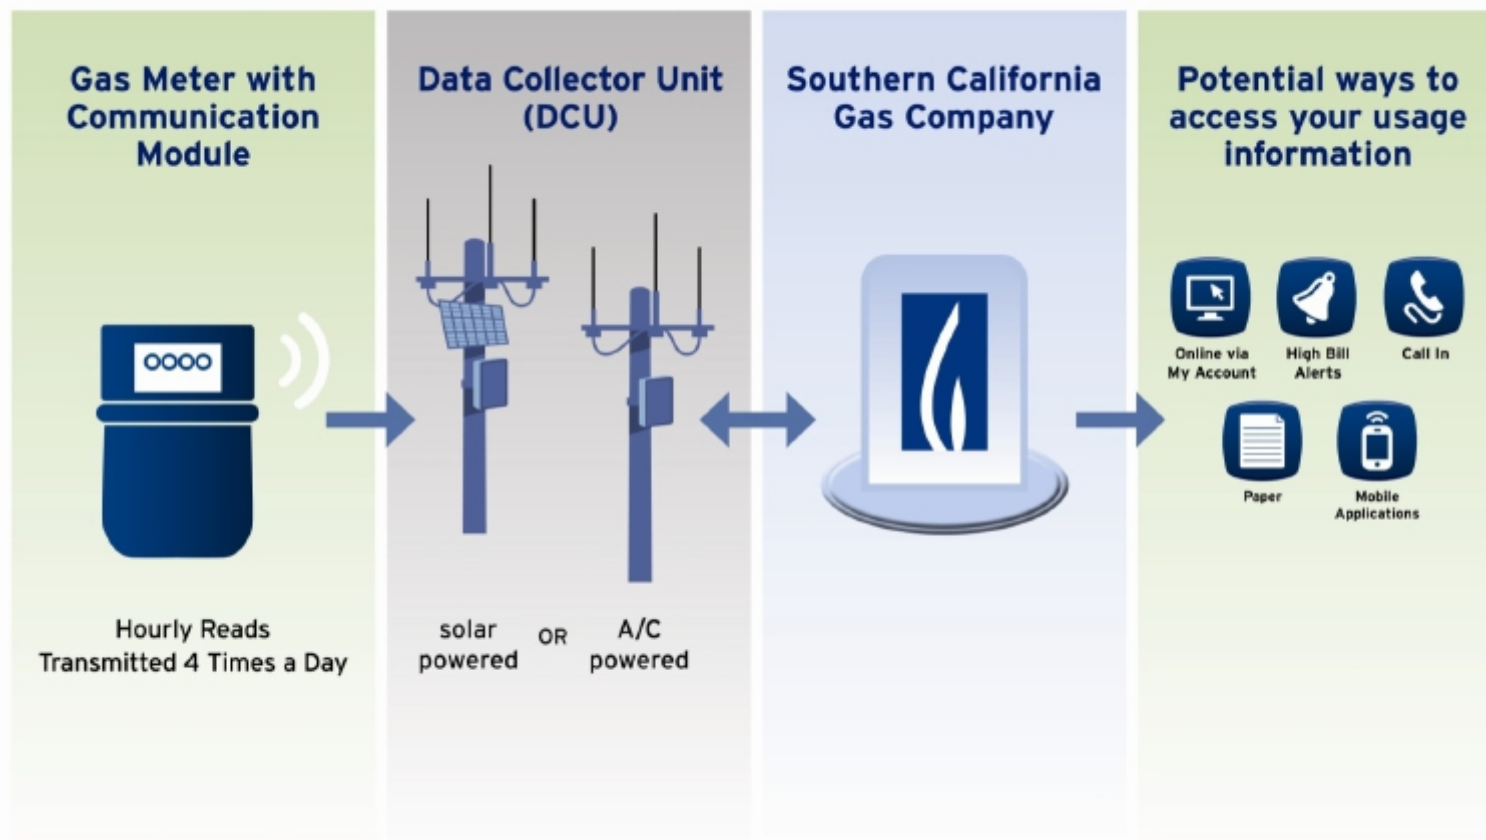 Gas Meter with
Communication
Module
Hourly Reads
Transmitted 4 Times a Day
Data Collector Unit
(DCU)
solar
powered
OR
A/C
powered
Southern California
Gas Company
Potential ways to
access your usage
information
Online via
My Account
High Bill
Alerts
Call In
Paper
Mobile
Applications